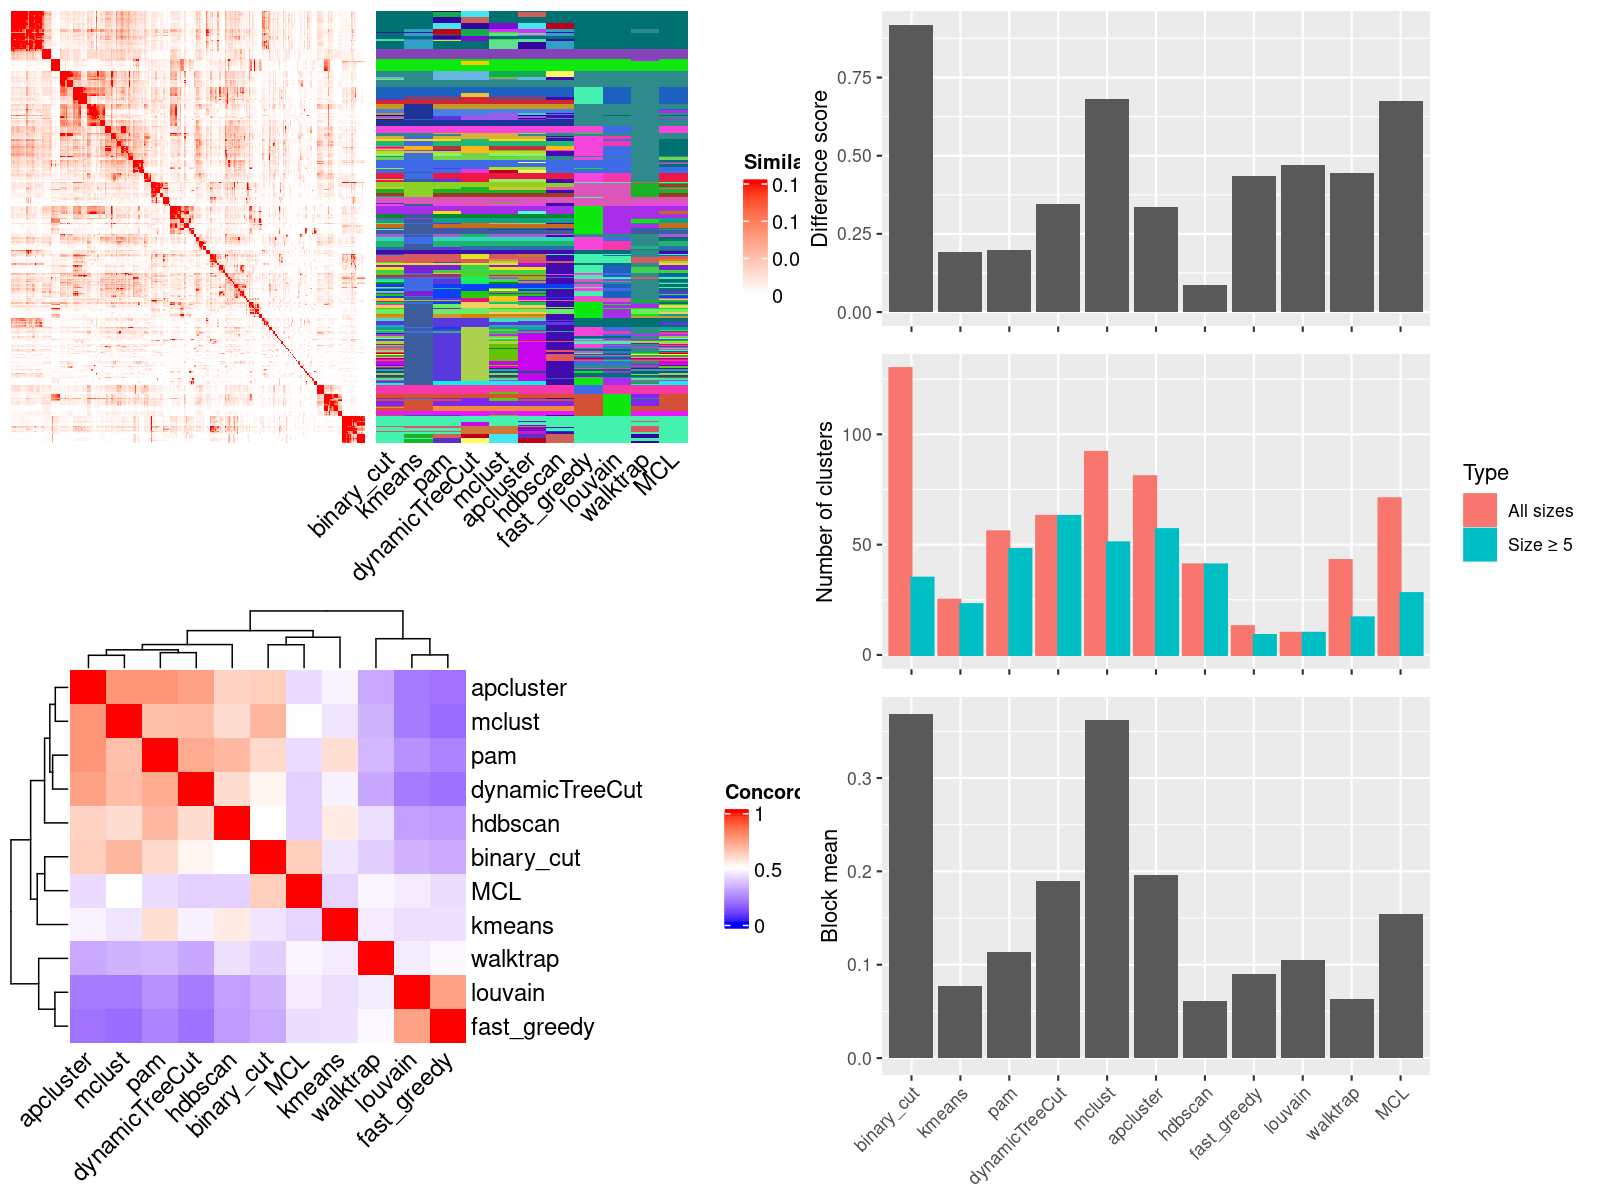 Simila
0.1
0.1
0.0
0
binary_cut
kmeans
pam
dynamicTreeCut
mclust
apcluster
hdbscan
fast_greedy
louvain
walktrap
MCL
apcluster
mclust
pam
dynamicTreeCut
hdbscan
binary_cut
MCL
kmeans
walktrap
louvain
fast_greedy
Concord
1
0.5
0
apcluster
mclust
pam
dynamicTreeCut
hdbscan
binary_cut
MCL
kmeans
walktrap
louvain
fast_greedy
Difference score
0.75
0.50
0.25
0.00
Number of clusters
100
50
0
Type
All sizes
Size ≥ 5
Block mean
0.3
0.2
0.1
0.0
binary_cut
kmeans
pam
dynamicTreeCut
mclust
apcluster
hdbscan
fast_greedy
louvain
walktrap
MCL